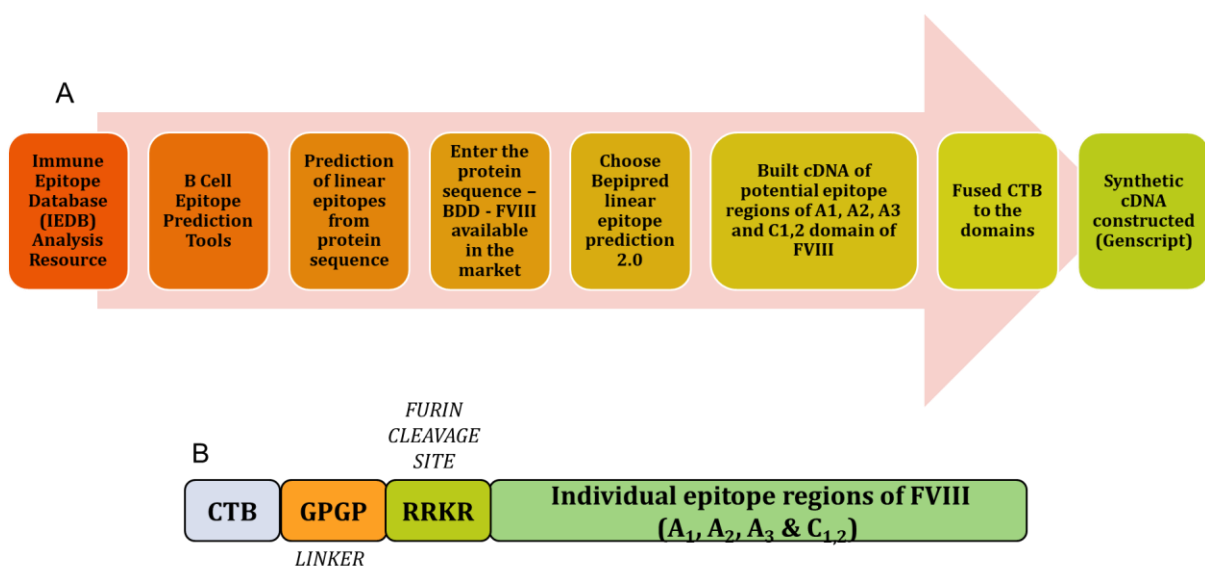 A
Immune
Epitope
Database
(IEDB)
Analysis
Resource
B Cell
Epitope
Prediction
Tools
Prediction
of linear
epitopes
from
protein
sequence
Enter the
protein
sequence –
BDD - FVIII
available
in the
market
Choose
Bepipred
linear
epitope
prediction
2.0
Built cDNA of
potential epitope
regions of A1, A2, A3
and C1,2 domain of
FVIII
Fused CTB
to the
domains
Synthetic
cDNA
constructed
(Genscript)
B
FURIN
CLEAVAGE
SITE
CTB
GPGP
RRKR
Individual epitope regions of FVIII
(A₁, A₂, A₃ & C₁,₂)
LINKER